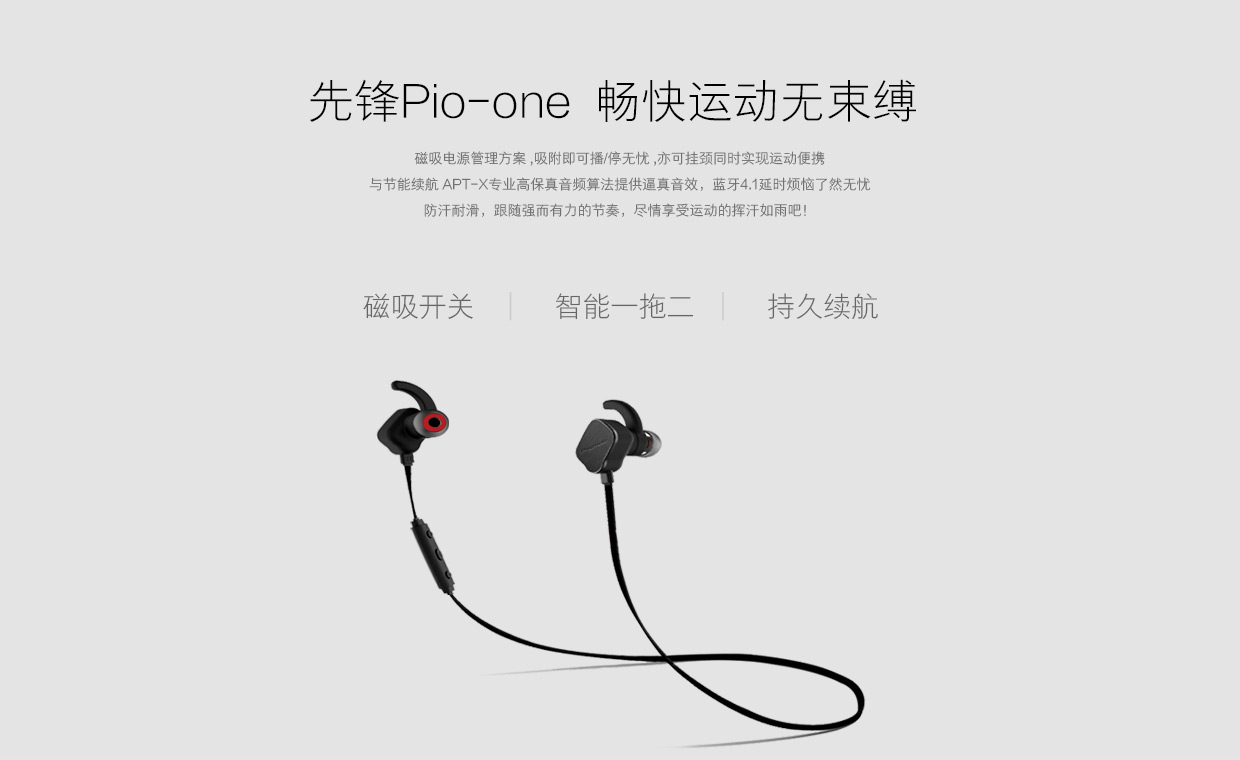 先锋Pio-one 畅快运动无束缚
磁吸电源管理方案,吸附即可播/停无忧,亦可挂颈同时实现运动便携
与节能续航 APT-X专业高保真音频算法提供逼真音效，蓝牙4.1延时烦恼了然无忧
防汗耐滑，跟随强而有力的节奏，尽情享受运动的挥汗如雨吧！
磁吸开关 | 智能一拖二 | 持久续航